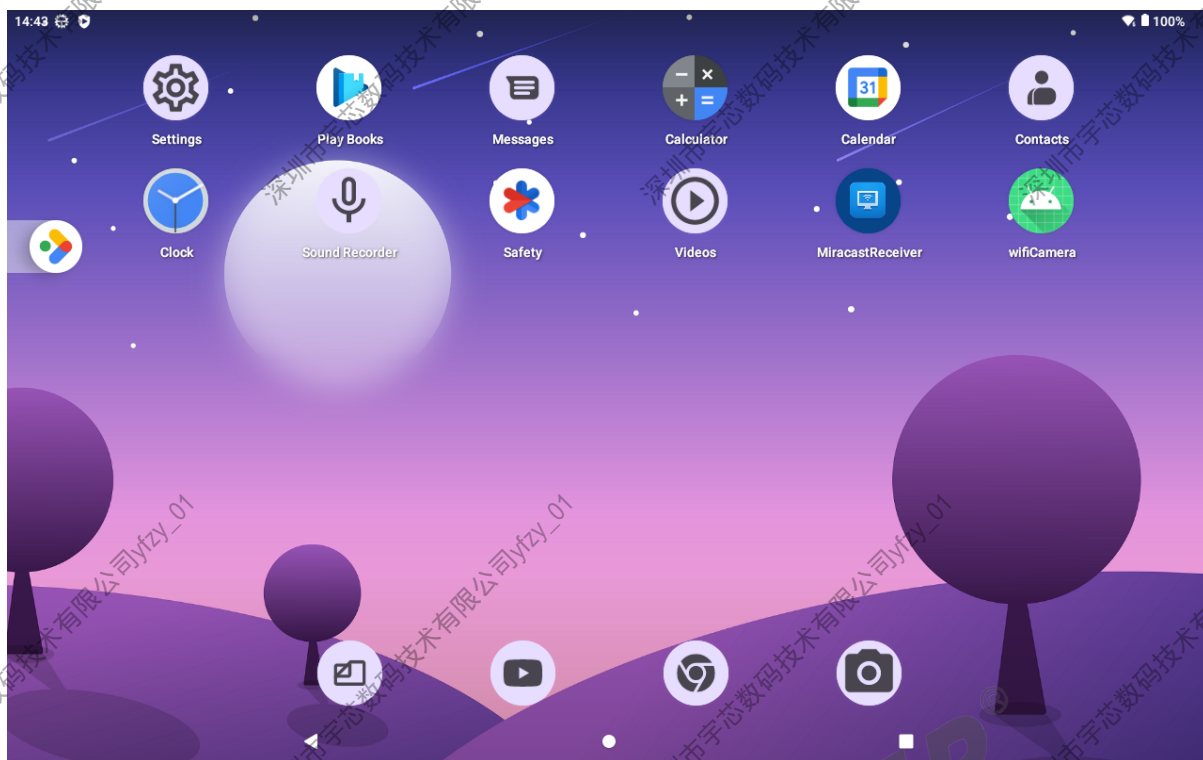 14:43
100%
Settings
Play Books
Messages
Calculator
31
Calendar
Contacts
Clock
Sound Recorder
Safety
Videos
MiracastReceiver
wifiCamera
深圳市宇芯数码技术有限公司yfzy_01
深圳市宇芯数码技术有限公司yfzy_01
深圳市宇芯数码技术有限公司yfzy_01